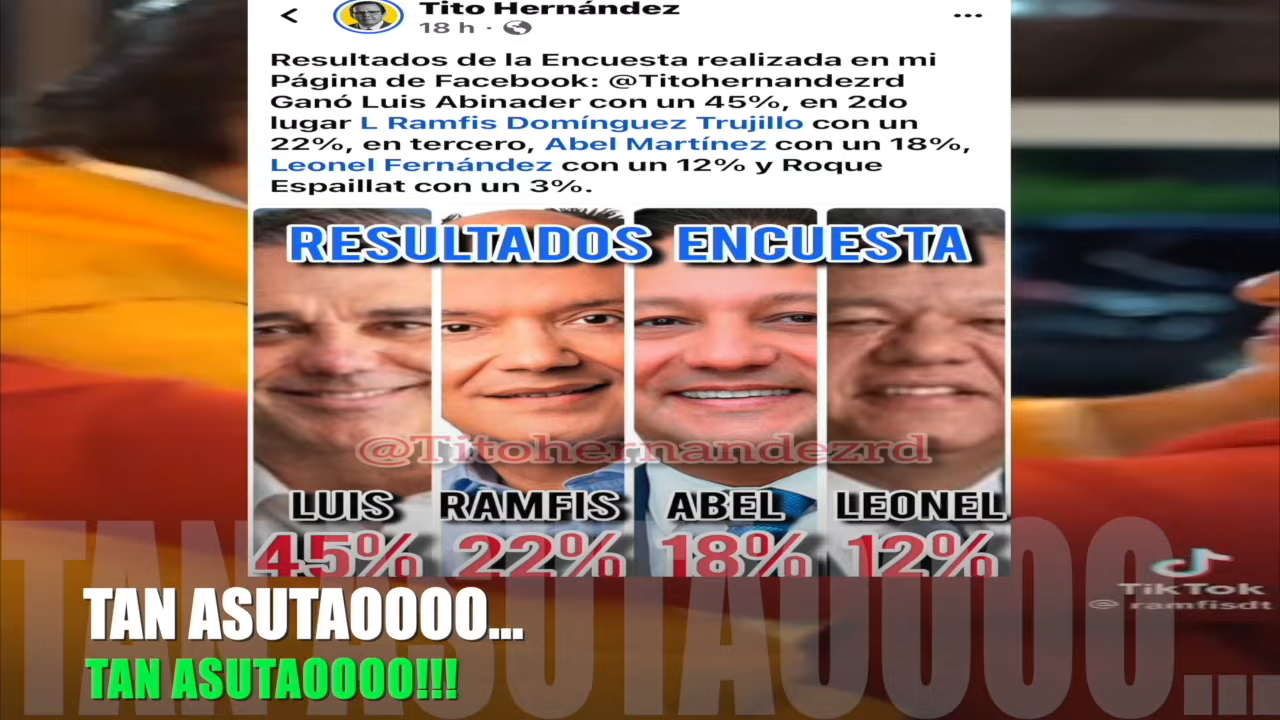 Tito Hernández
18 h ·
Resultados de la Encuesta realizada en mi
Página de Facebook: @Titohernandezrd
Ganó Luis Abinader con un 45%, en 2do
lugar L Ramfis Domínguez Trujillo con un
22%, en tercero, Abel Martínez con un 18%,
Leonel Fernández con un 12% y Roque
Espaillat con un 3%.
RESULTADOS ENCUESTA
@Titohernandezrd
LUIS RAMFIS ABEL LEONEL
45% 22% 18% 12%
TAN ASUTAOOOO...
TikTok
@ramfisdt
TAN ASUTAOOOO...
TAN ASUTAOOOO!!!